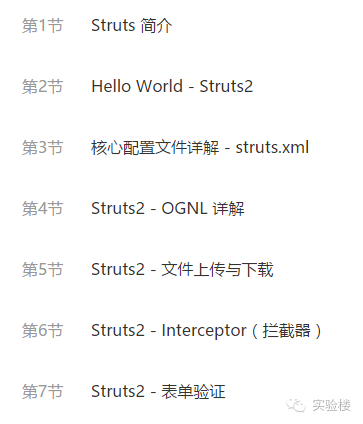 第1节 Struts 简介
第2节 Hello World - Struts2
第3节 核心配置文件详解 - struts.xml
第4节 Struts2 - OGNL 详解
第5节 Struts2 - 文件上传与下载
第6节 Struts2 - Interceptor ( 拦截器 )
第7节 Struts2 - 表单验证
实验楼